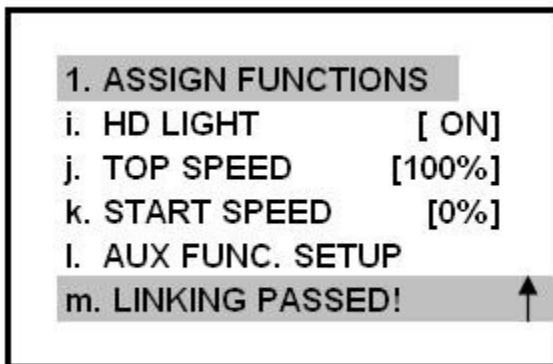 1. ASSIGN FUNCTIONS
i. HD LIGHT [ ON]
j. TOP SPEED [100%]
k. START SPEED [0%]
l. AUX FUNC. SETUP
m. LINKING PASSED!